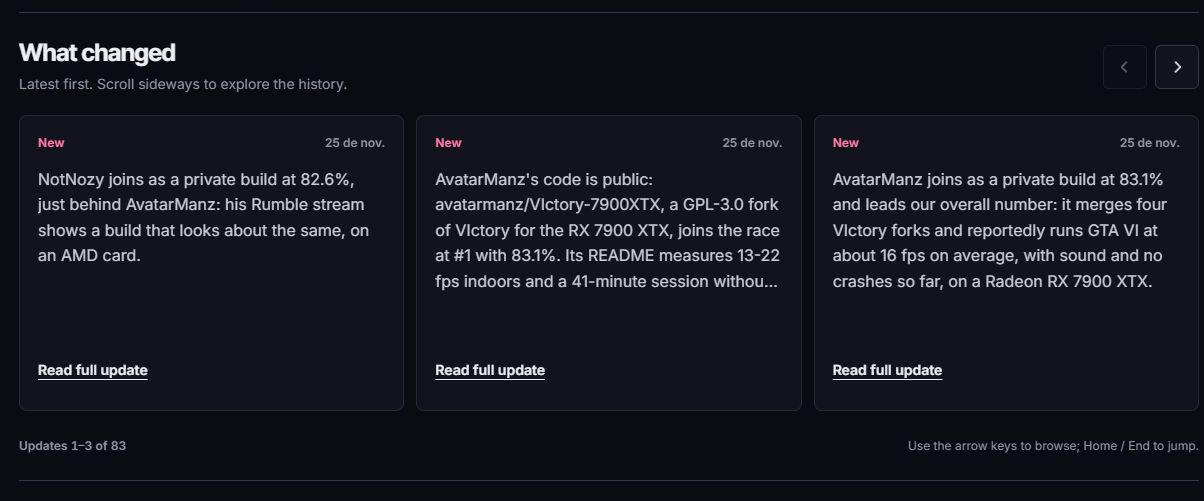 What changed
Latest first. Scroll sideways to explore the history.
New
25 de nov.
NotNozy joins as a private build at 82.6%,
just behind AvatarManz: his Rumble stream
shows a build that looks about the same, on
an AMD card.
Read full update
New
25 de nov.
AvatarManz's code is public:
avatarmanz/VIctory-7900XTX, a GPL-3.0 fork
of VIctory for the RX 7900 XTX, joins the race
at #1 with 83.1%. Its README measures 13-22
fps indoors and a 41-minute session withou...
Read full update
New
25 de nov.
AvatarManz joins as a private build at 83.1%
and leads our overall number: it merges four
VIctory forks and reportedly runs GTA VI at
about 16 fps on average, with sound and no
crashes so far, on a Radeon RX 7900 XTX.
Read full update
Updates 1–3 of 83
Use the arrow keys to browse; Home / End to jump.